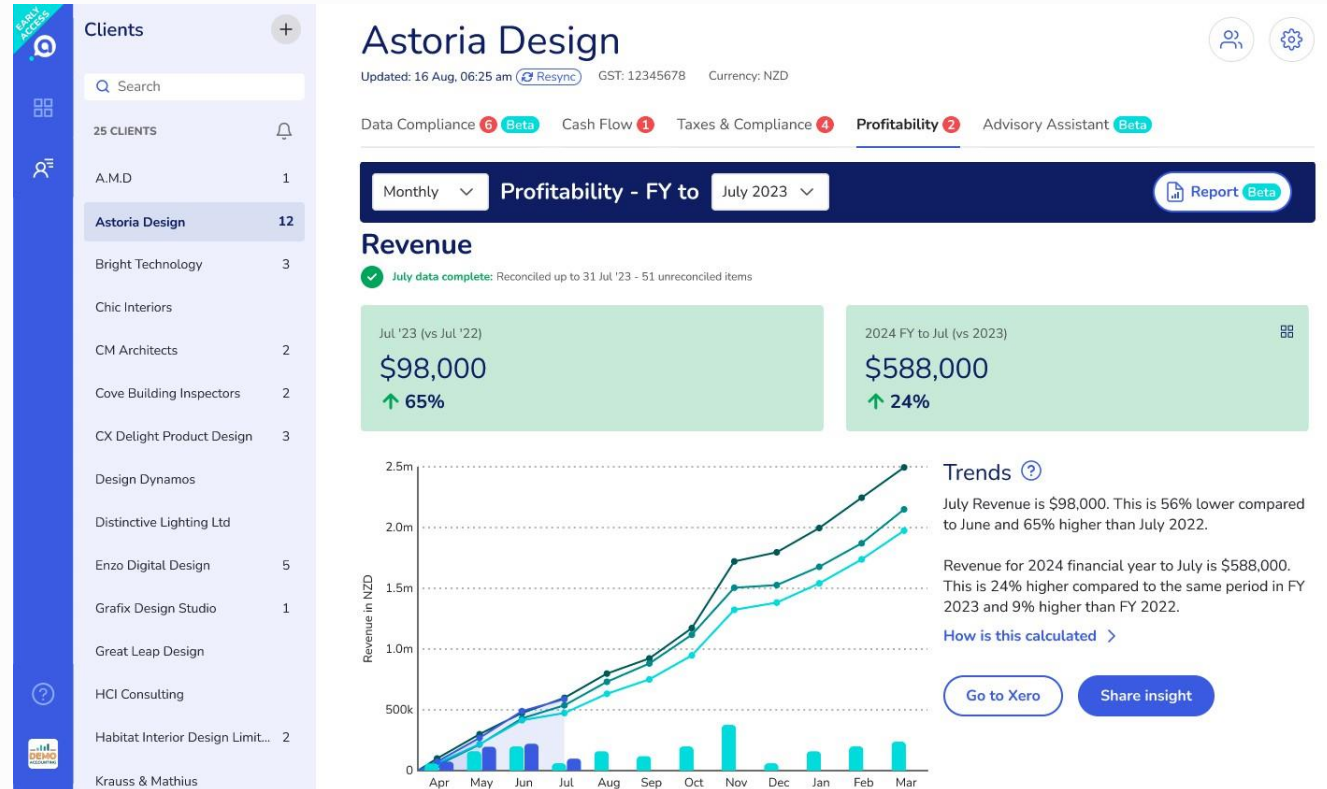 EARLY ACCESS
Clients
+
Search
25 CLIENTS
A.M.D 1
Astoria Design 12
Bright Technology 3
Chic Interiors
CM Architects 2
Cove Building Inspectors 2
CX Delight Product Design 3
Design Dynamos
Distinctive Lighting Ltd
Enzo Digital Design 5
Grafix Design Studio 1
Great Leap Design
HCI Consulting
Habitat Interior Design Limit... 2
Krauss & Mathius
?
DEMO
ACCOUNTING
Astoria Design
Updated: 16 Aug, 06:25 am Resync GST: 12345678 Currency: NZD
Data Compliance 6 Beta Cash Flow 1 Taxes & Compliance 4 Profitability 2 Advisory Assistant Beta
Monthly Profitability - FY to July 2023 Report Beta
Revenue
July data complete: Reconciled up to 31 Jul '23 - 51 unreconciled items
Jul '23 (vs Jul '22)
$98,000
↑ 65%
2024 FY to Jul (vs 2023)
$588,000
↑ 24%
Revenue in NZD
2.5m
2.0m
1.5m
1.0m
500k
0
Apr May Jun Jul Aug Sep Oct Nov Dec Jan Feb Mar
Trends ?
July Revenue is $98,000. This is 56% lower compared
to June and 65% higher than July 2022.
Revenue for 2024 financial year to July is $588,000.
This is 24% higher compared to the same period in FY
2023 and 9% higher than FY 2022.
How is this calculated >
Go to Xero Share insight